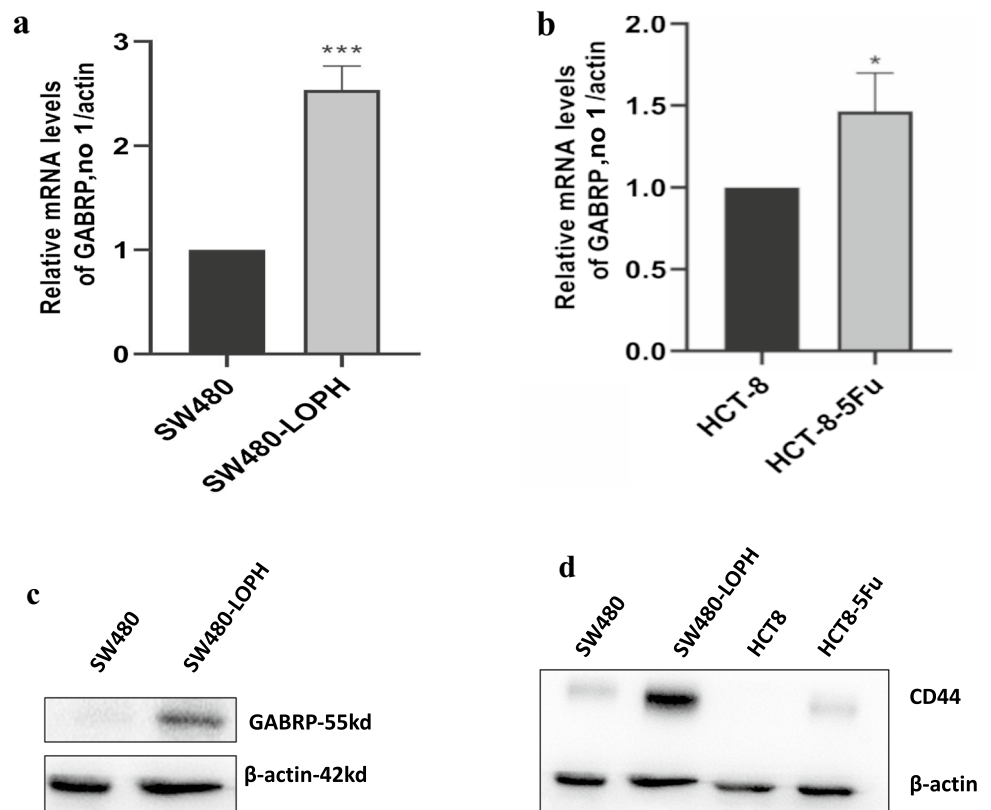 a
Relative mRNA levels
of GABRP,no 1/actin
3
2
1
0
***
SW480
SW480-LOPH
b
Relative mRNA levels
of GABRP,no 1/actin
2.0
1.5
1.0
0.5
0.0
*
HCT-8
HCT-8-5Fu
c
SW480
SW480-LOPH
GABRP-55kd
β-actin-42kd
d
SW480
SW480-LOPH
HCT8
HCT8-5Fu
CD44
β-actin